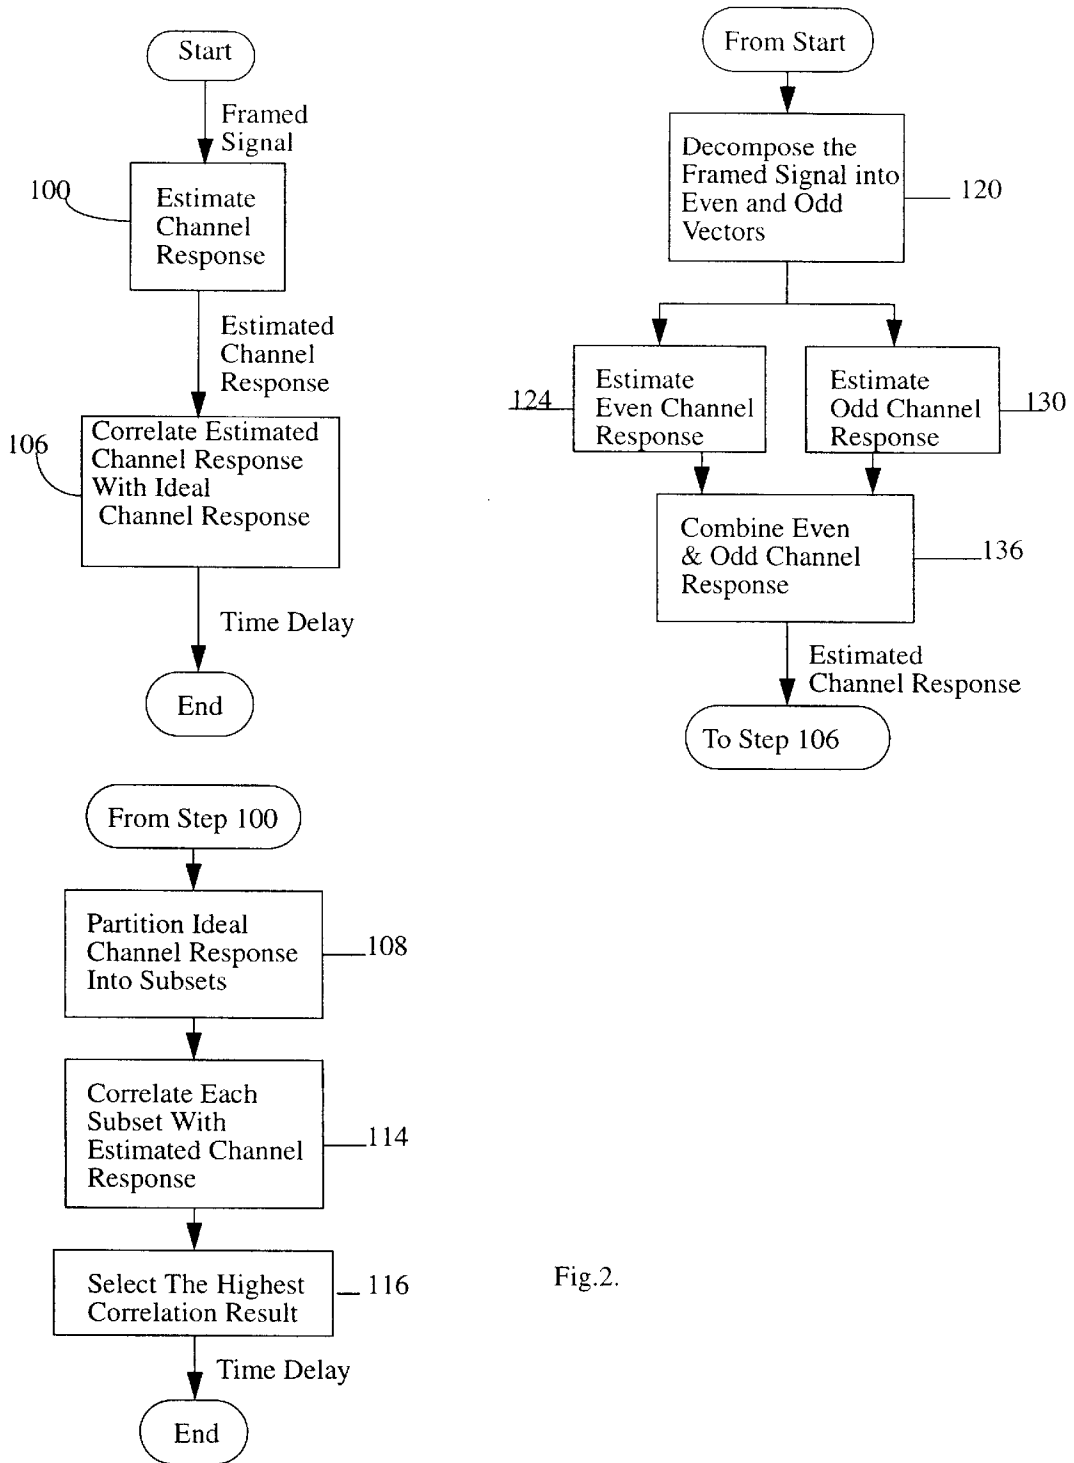 Start
Framed
Signal
100
Estimate
Channel
Response
Estimated
Channel
Response
106
Correlate Estimated
Channel Response
With Ideal
Channel Response
Time Delay
End
From Start
Decompose the
Framed Signal into
Even and Odd
Vectors
120
124
Estimate
Even Channel
Response
Estimate
Odd Channel
Response
130
Combine Even
& Odd Channel
Response
136
Estimated
Channel Response
To Step 106
From Step 100
Partition Ideal
Channel Response
Into Subsets
108
Correlate Each
Subset With
Estimated Channel
Response
114
Select The Highest
Correlation Result
116
Time Delay
End
Fig.2.